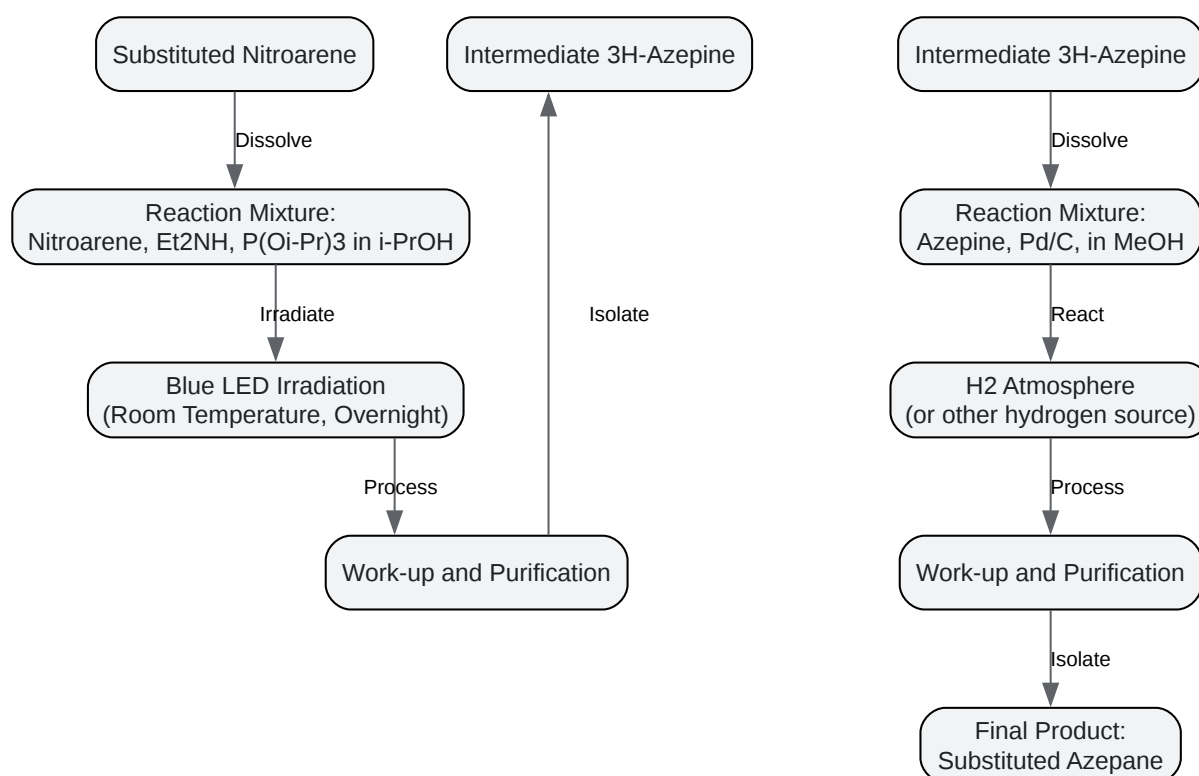 Substituted Nitroarene
Dissolve
Reaction Mixture:
Nitroarene, Et2NH, P(Oi-Pr)3 in i-PrOH
Irradiate
Blue LED Irradiation
(Room Temperature, Overnight)
Process
Work-up and Purification
Isolate
Intermediate 3H-Azepine
Intermediate 3H-Azepine
Dissolve
Reaction Mixture:
Azepine, Pd/C, in MeOH
React
H2 Atmosphere
(or other hydrogen source)
Process
Work-up and Purification
Isolate
Final Product:
Substituted Azepane